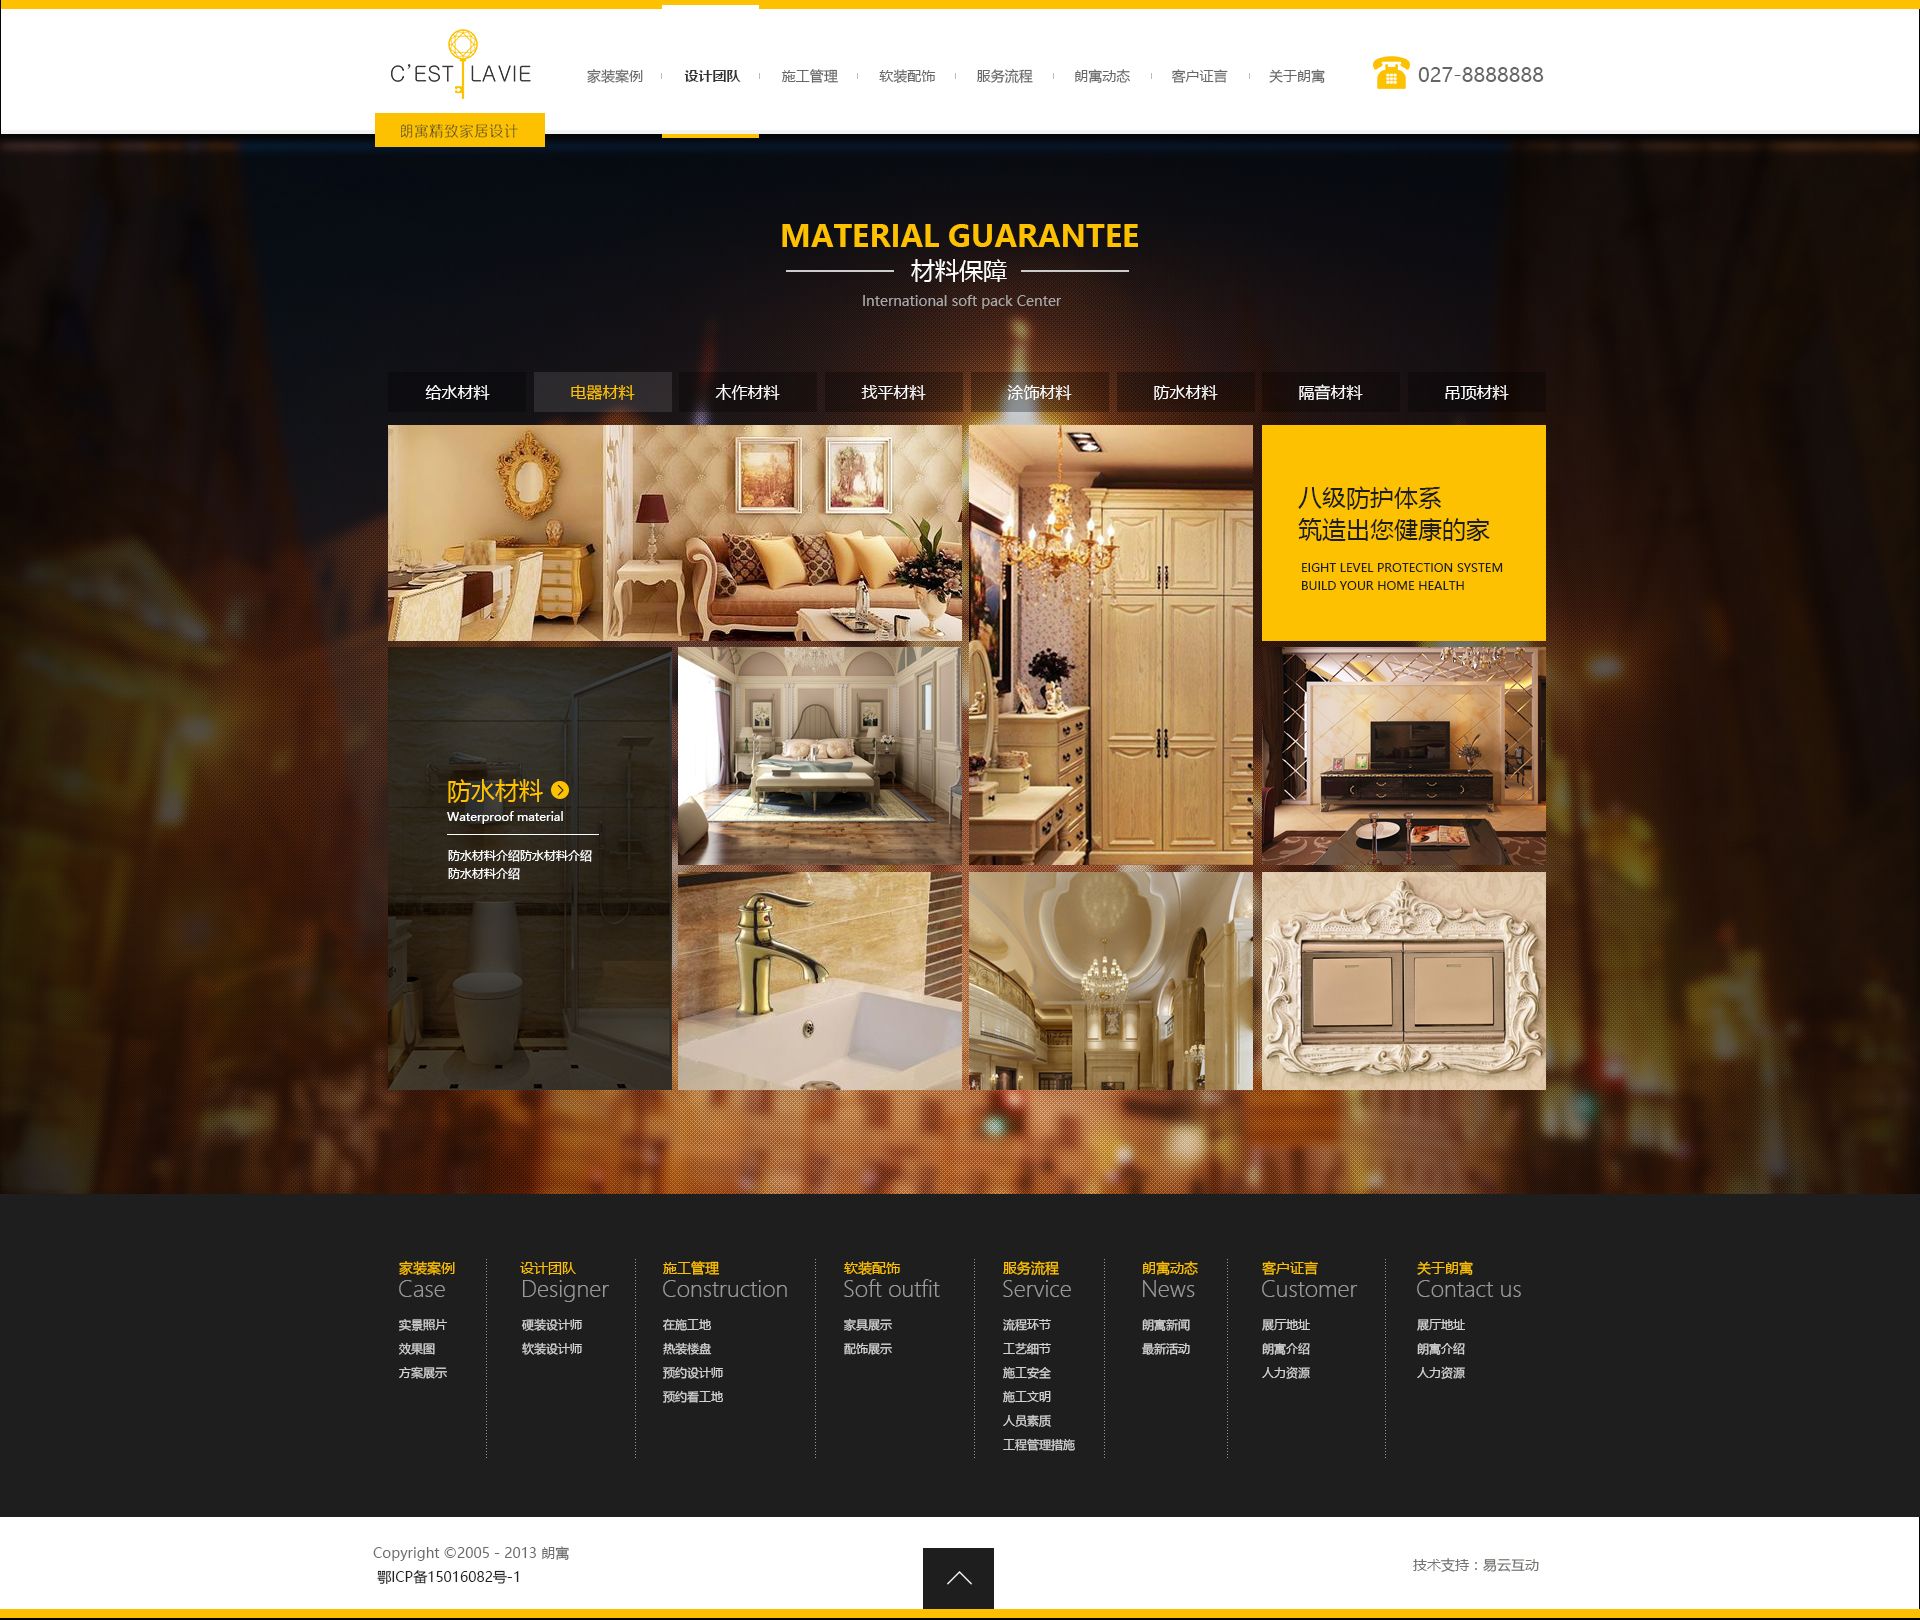 C'EST LAVIE
朗寓精致家居设计
家装案例
设计团队
施工管理
软装配饰
服务流程
朗寓动态
客户证言
关于朗寓
027-8888888
MATERIAL GUARANTEE
材料保障
International soft pack Center
给水材料
电器材料
木作材料
找平材料
涂饰材料
防水材料
隔音材料
吊顶材料
八级防护体系
筑造出您健康的家
EIGHT LEVEL PROTECTION SYSTEM
BUILD YOUR HOME HEALTH
防水材料
Waterproof material
防水材料介绍防水材料介绍
防水材料介绍
家装案例
Case
实景照片
效果图
方案展示
设计团队
Designer
硬装设计师
软装设计师
施工管理
Construction
在施工地
热装楼盘
预约设计师
预约看工地
软装配饰
Soft outfit
家具展示
配饰展示
服务流程
Service
流程环节
工艺细节
施工安全
施工文明
人员素质
工程管理措施
朗寓动态
News
朗寓新闻
最新活动
客户证言
Customer
展厅地址
朗寓介绍
人力资源
关于朗寓
Contact us
展厅地址
朗寓介绍
人力资源
Copyright ©2005 - 2013 朗寓
鄂ICP备15016082号-1
技术支持：易云互动